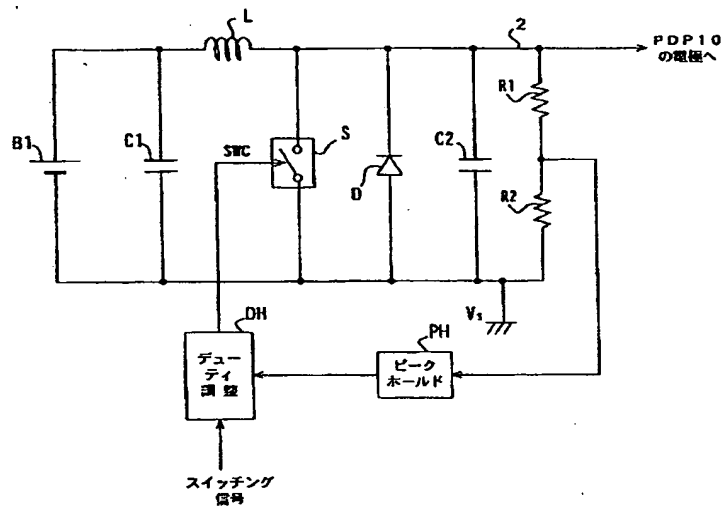 L
2
PDP10
の電極へ
R1
B1
C1
SWC
S
D
C2
R2
Vs
DH
PH
デュー
ティ
調整
ピーク
ホールド
スイッチング
信号